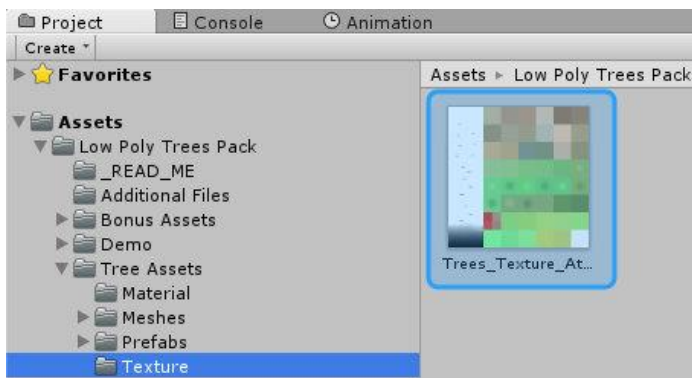 Project Console Animation
Create
Favorites
Assets
Low Poly Trees Pack
_READ_ME
Additional Files
Bonus Assets
Demo
Tree Assets
Material
Meshes
Prefabs
Texture
Assets ▸ Low Poly Trees Pack
Trees_Texture_At...